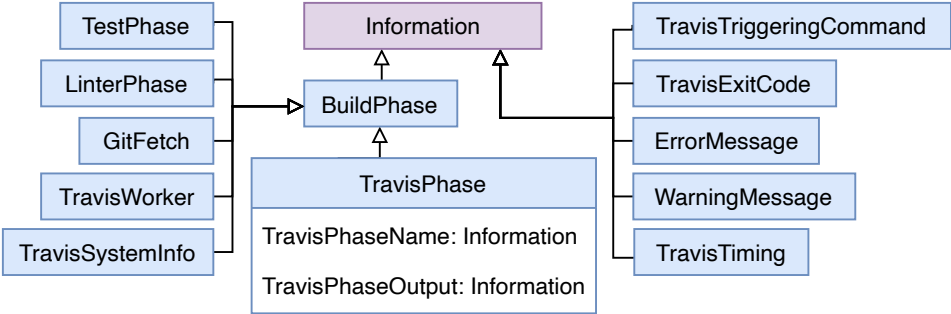 TestPhase
LinterPhase
GitFetch
TravisWorker
TravisSystemInfo
Information
BuildPhase
TravisPhase
TravisPhaseName: Information
TravisPhaseOutput: Information
TravisTriggeringCommand
TravisExitCode
ErrorMessage
WarningMessage
TravisTiming